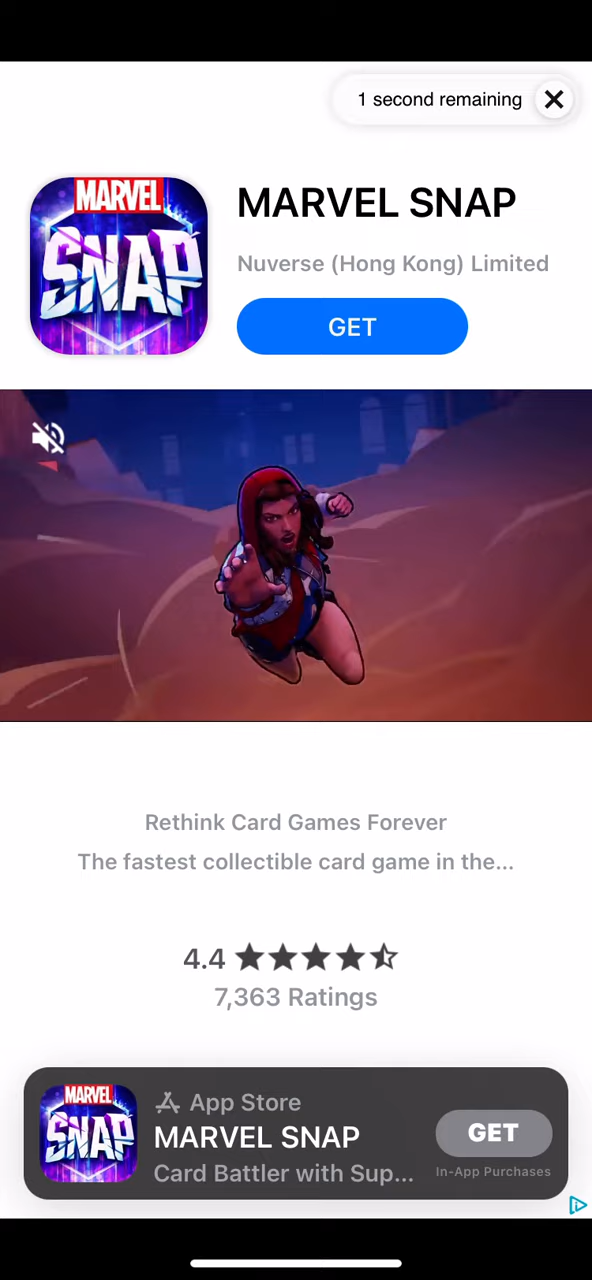 1 second remaining
MARVEL
SNAP
MARVEL SNAP
Nuverse (Hong Kong) Limited
GET
Rethink Card Games Forever
The fastest collectible card game in the...
4.4
7,363 Ratings
MARVEL
SNAP
App Store
MARVEL SNAP
Card Battler with Sup...
GET
In-App Purchases